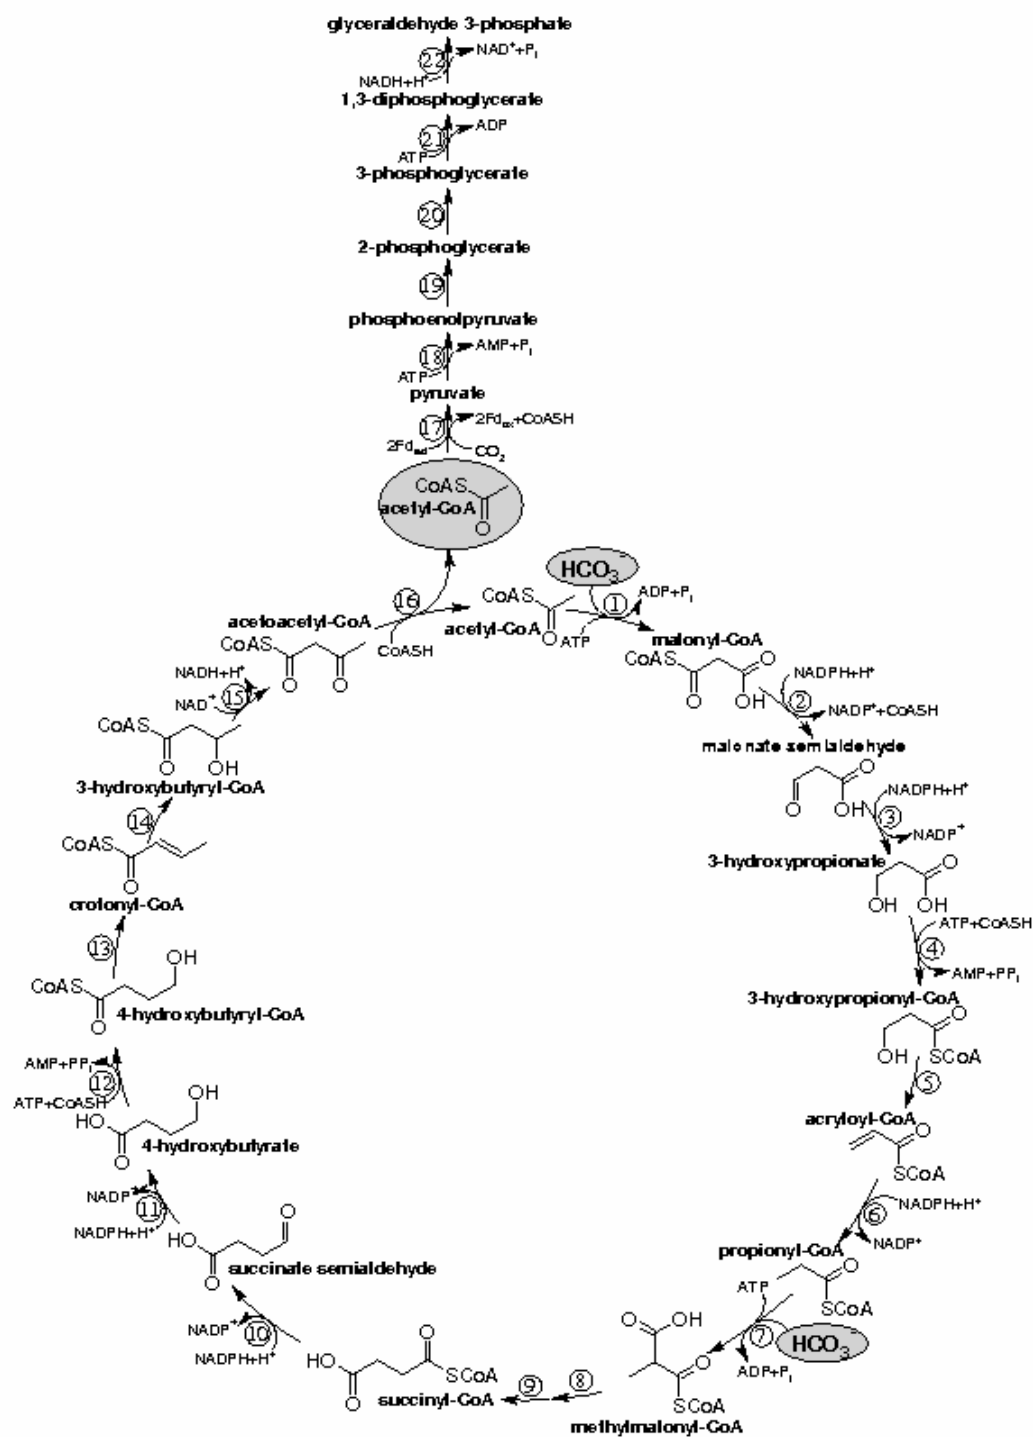 glyceraldehyde 3-phosphate
22
NAD⁺+Pᵢ
NADH+H⁺
1,3-diphosphoglycerate
21
ADP
ATP
3-phosphoglycerate
20
2-phosphoglycerate
19
phosphoenolpyruvate
18
AMP+Pᵢ
ATP
pyruvate
17
2Fdₒₓ+CoASH
2Fd_red
CO₂
CoAS
acetyl-CoA
O
HCO₃⁻
16
CoASH
CoAS
acetyl-CoA
O
1
ADP+Pᵢ
ATP
malonyl-CoA
CoAS
O
O
OH
NADPH+H⁺
2
NADP⁺+CoASH
malonate semialdehyde
O
O
OH
NADPH+H⁺
3
NADP⁺
3-hydroxypropionate
OH
O
OH
ATP+CoASH
4
AMP+PPᵢ
3-hydroxypropionyl-CoA
OH
O
SCoA
5
acryloyl-CoA
O
SCoA
NADPH+H⁺
6
NADP⁺
propionyl-CoA
O
SCoA
ATP
7
HCO₃⁻
ADP+Pᵢ
O
OH
O
SCoA
methylmalonyl-CoA
8
9
HO
O
O
SCoA
succinyl-CoA
NADP⁺
10
NADPH+H⁺
HO
O
O
succinate semialdehyde
NADP⁺
11
NADPH+H⁺
OH
HO
O
4-hydroxybutyrate
AMP+PPᵢ
12
ATP+CoASH
OH
CoAS
O
4-hydroxybutyryl-CoA
13
CoAS
O
crotonyl-CoA
14
CoAS
O
OH
3-hydroxybutyryl-CoA
NADH+H⁺
NAD⁺
15
acetoacetyl-CoA
CoAS
O
O